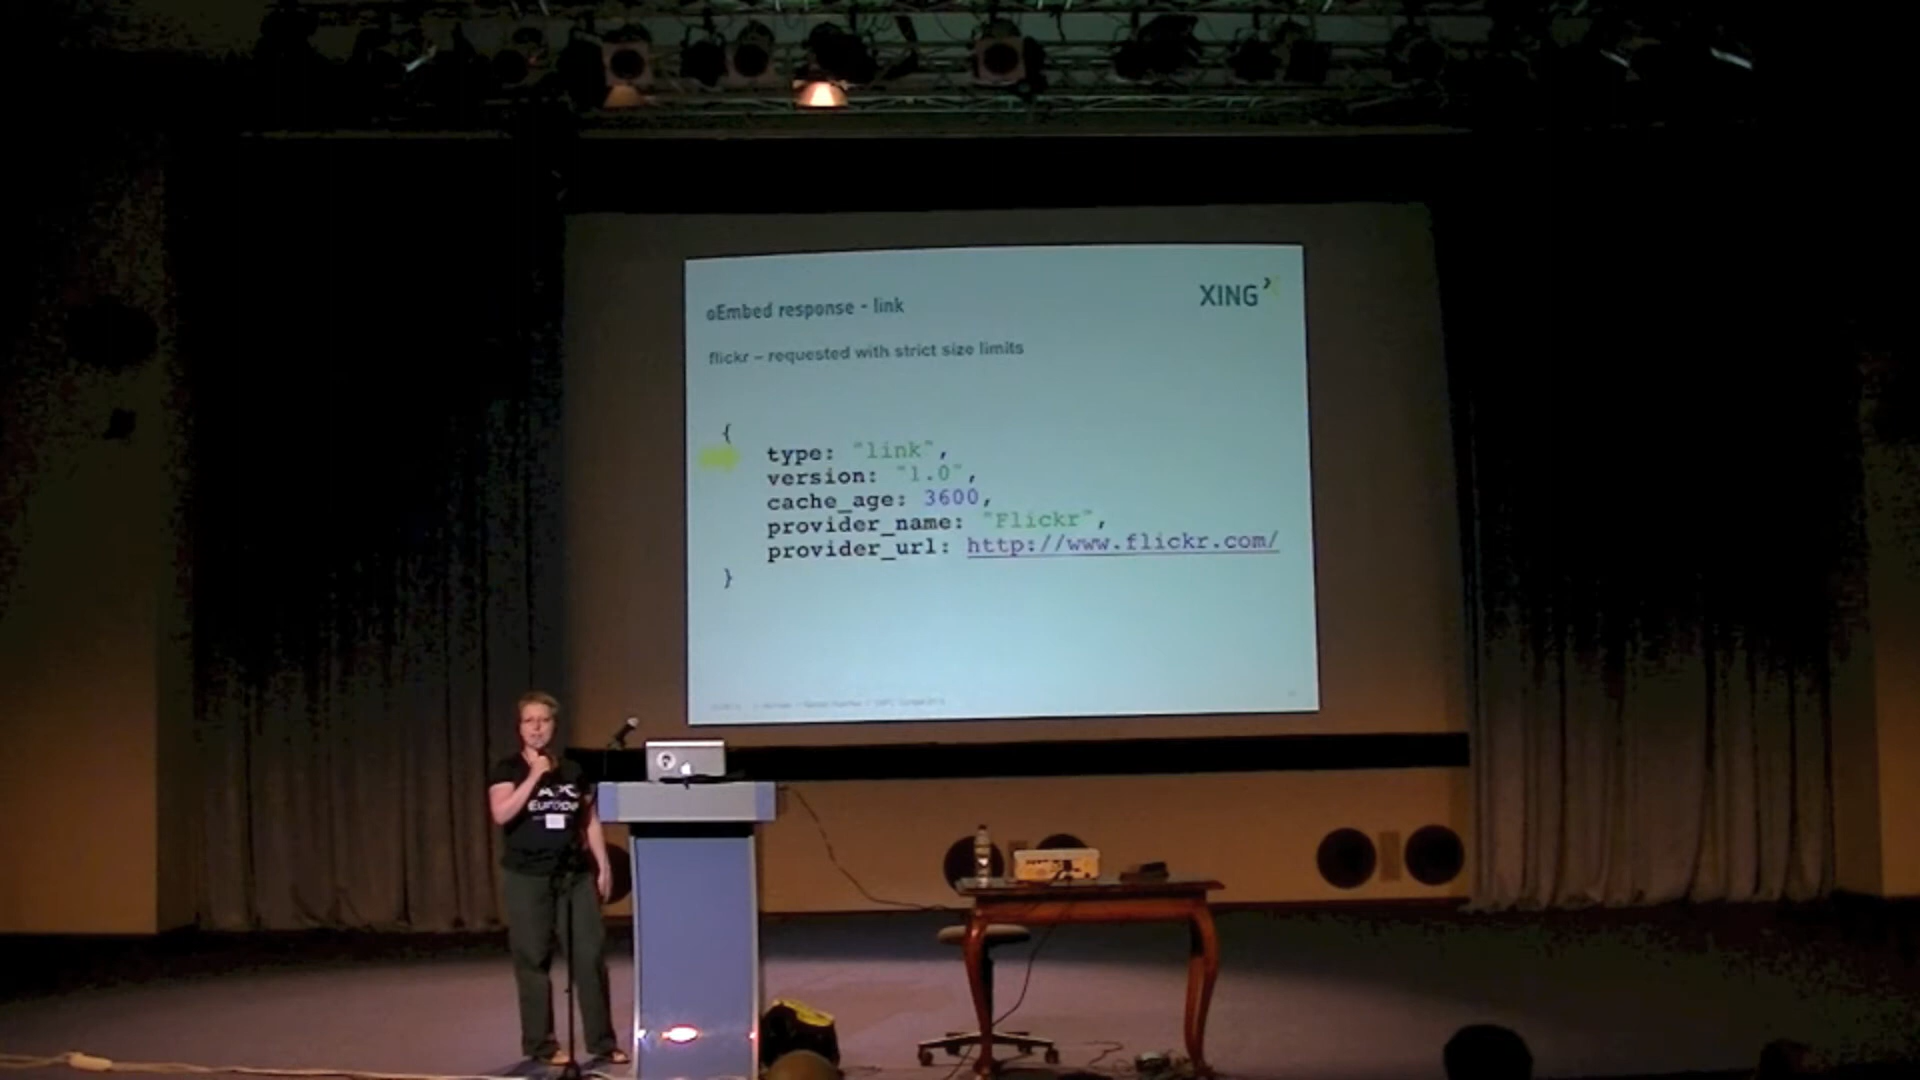 oEmbed response - link
XING
flickr – requested with strict size limits
{
type: "link",
version: "1.0",
cache_age: 3600,
provider_name: "Flickr",
provider_url: http://www.flickr.com/
}
Europe